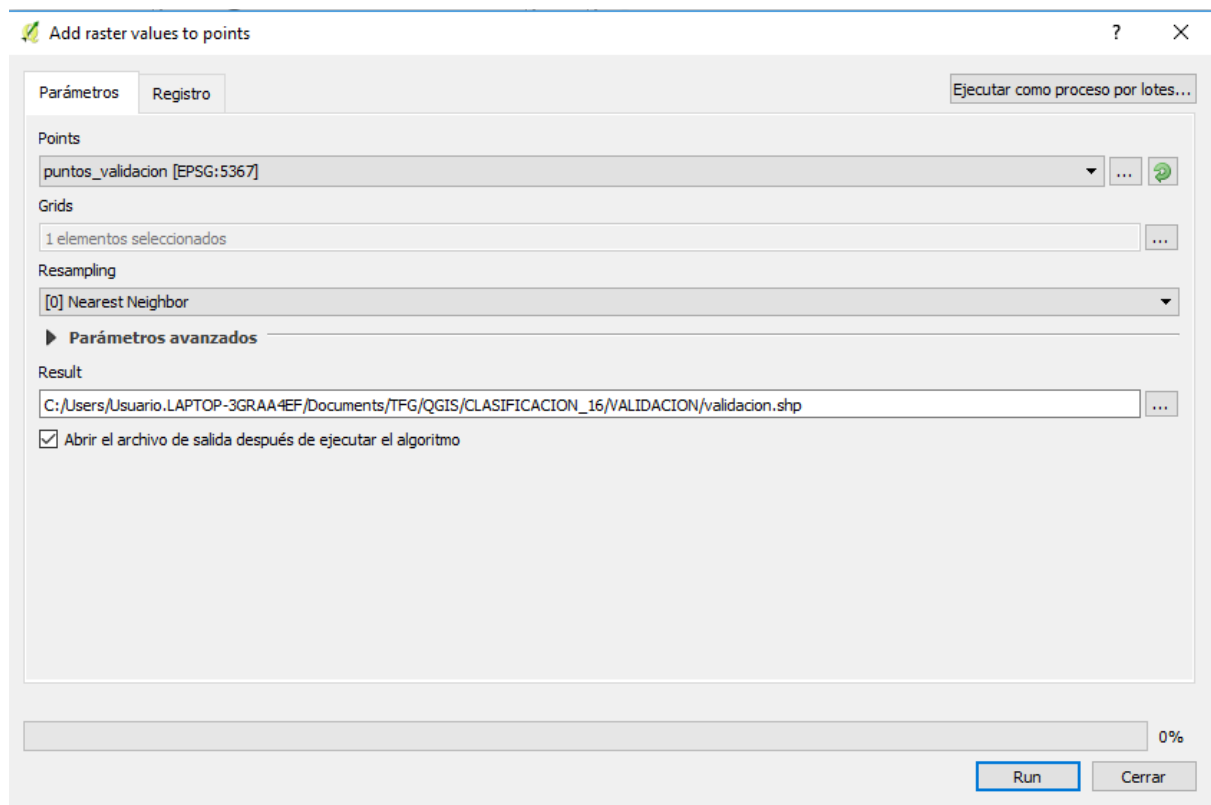 Add raster values to points
? X
Parámetros Registro Ejecutar como proceso por lotes...
Points
puntos_validacion [EPSG:5367] ...
Grids
1 elementos seleccionados ...
Resampling
[0] Nearest Neighbor
Parámetros avanzados
Result
C:/Users/Usuario.LAPTOP-3GRAA4EF/Documents/TFG/QGIS/CLASIFICACION_16/VALIDACION/validacion.shp ...
Abrir el archivo de salida después de ejecutar el algoritmo
0%
Run Cerrar